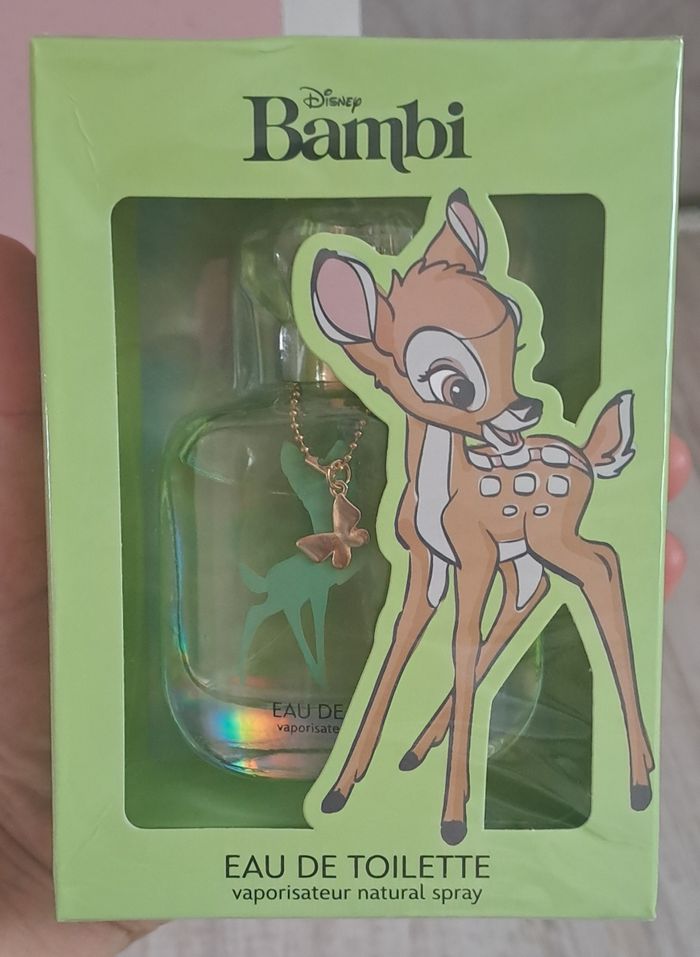 Disney
Bambi
EAU DE
vaporisate
EAU DE TOILETTE
vaporisateur natural spray